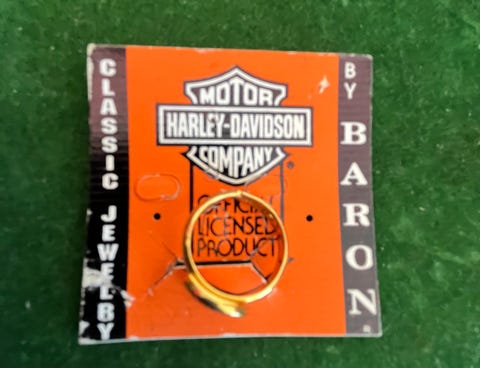 CLASSIC JEWELRY
MOTOR
HARLEY-DAVIDSON
COMPANY
®
OFFICIAL
LICENSED
PRODUCT
BY BARON